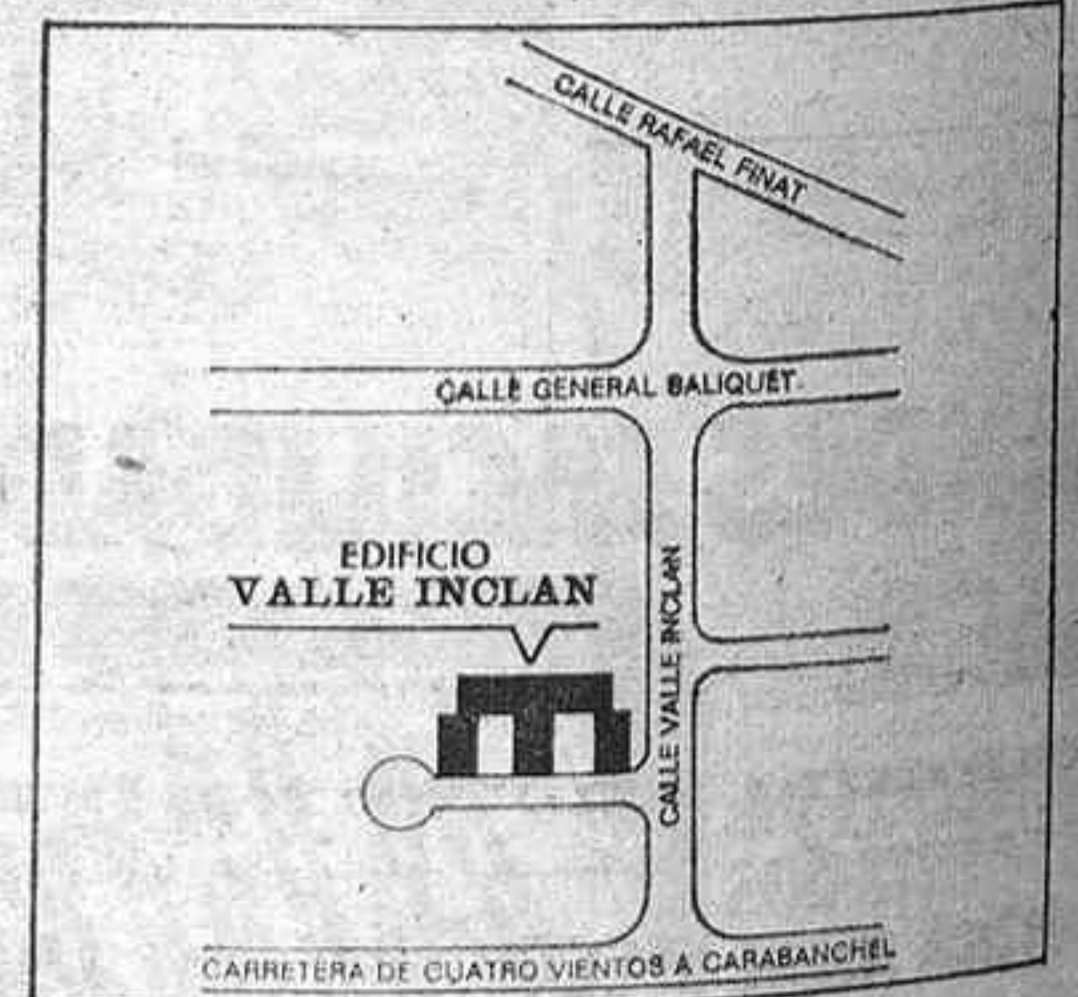 CALLE RAFAEL FINAT
CALLE GENERAL BALIQUET
EDIFICIO
VALLE INCLAN
CALLE VALLE INCLAN
CARRETERA DE CUATRO VIENTOS A CARABANCHEL